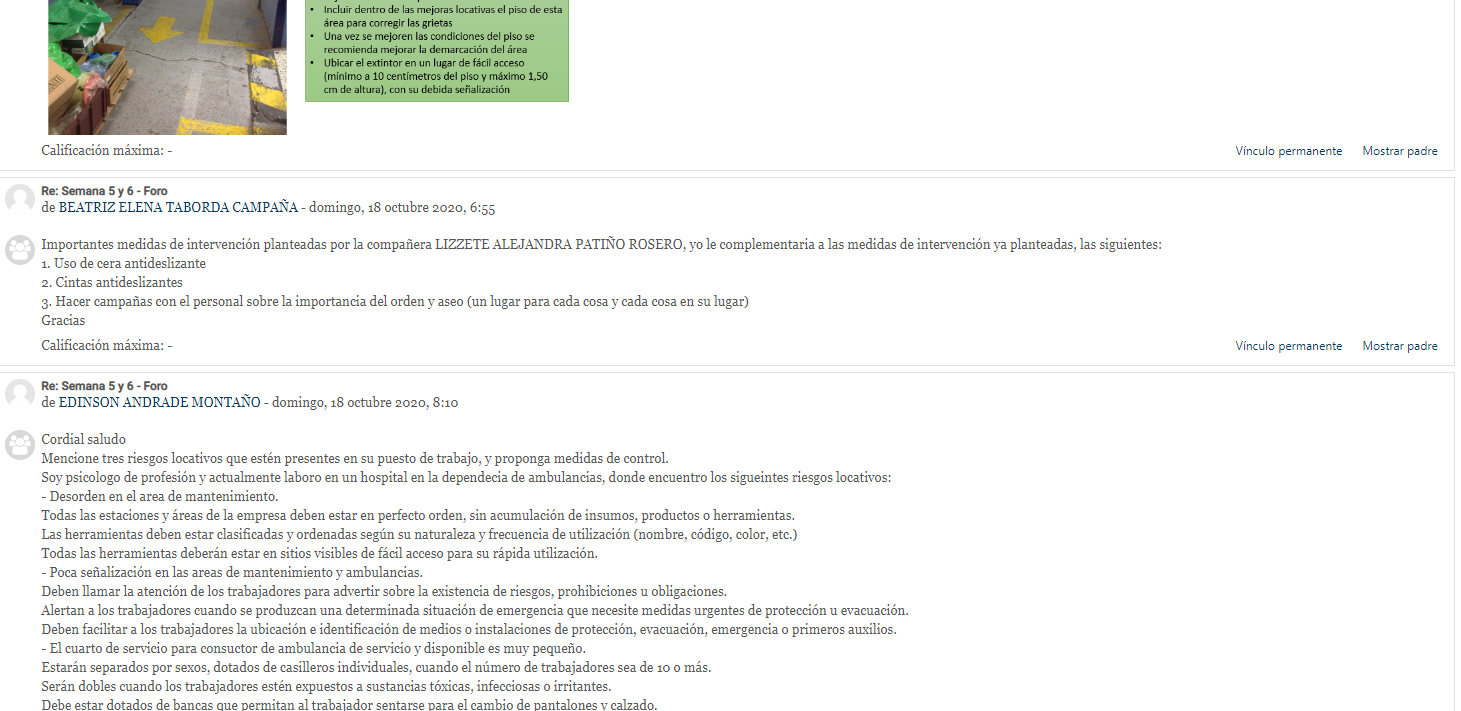 • Incluir dentro de las mejoras locativas el piso de esta
área para corregir las grietas
• Una vez se mejoren las condiciones del piso se
recomienda mejorar la demarcación del área
• Ubicar el extintor en un lugar de fácil acceso
(mínimo a 10 centímetros del piso y máximo 1,50
cm de altura), con su debida señalización
Calificación máxima: -
Vínculo permanente Mostrar padre
Re: Semana 5 y 6 - Foro
de BEATRIZ ELENA TABORDA CAMPAÑA - domingo, 18 octubre 2020, 6:55
Importantes medidas de intervención planteadas por la compañera LIZZETE ALEJANDRA PATIÑO ROSERO, yo le complementaria a las medidas de intervención ya planteadas, las siguientes:
1. Uso de cera antideslizante
2. Cintas antideslizantes
3. Hacer campañas con el personal sobre la importancia del orden y aseo (un lugar para cada cosa y cada cosa en su lugar)
Gracias
Calificación máxima: -
Vínculo permanente Mostrar padre
Re: Semana 5 y 6 - Foro
de EDINSON ANDRADE MONTAÑO - domingo, 18 octubre 2020, 8:10
Cordial saludo
Mencione tres riesgos locativos que estén presentes en su puesto de trabajo, y proponga medidas de control.
Soy psicologo de profesión y actualmente laboro en un hospital en la dependecia de ambulancias, donde encuentro los sigueintes riesgos locativos:
- Desorden en el area de mantenimiento.
Todas las estaciones y áreas de la empresa deben estar en perfecto orden, sin acumulación de insumos, productos o herramientas.
Las herramientas deben estar clasificadas y ordenadas según su naturaleza y frecuencia de utilización (nombre, código, color, etc.)
Todas las herramientas deberán estar en sitios visibles de fácil acceso para su rápida utilización.
- Poca señalización en las areas de mantenimiento y ambulancias.
Deben llamar la atención de los trabajadores para advertir sobre la existencia de riesgos, prohibiciones u obligaciones.
Alertan a los trabajadores cuando se produzcan una determinada situación de emergencia que necesite medidas urgentes de protección u evacuación.
Deben facilitar a los trabajadores la ubicación e identificación de medios o instalaciones de protección, evacuación, emergencia o primeros auxilios.
- El cuarto de servicio para consuctor de ambulancia de servicio y disponible es muy pequeño.
Estarán separados por sexos, dotados de casilleros individuales, cuando el número de trabajadores sea de 10 o más.
Serán dobles cuando los trabajadores estén expuestos a sustancias tóxicas, infecciosas o irritantes.
Debe estar dotados de bancas que permitan al trabajador sentarse para el cambio de pantalones y calzado.